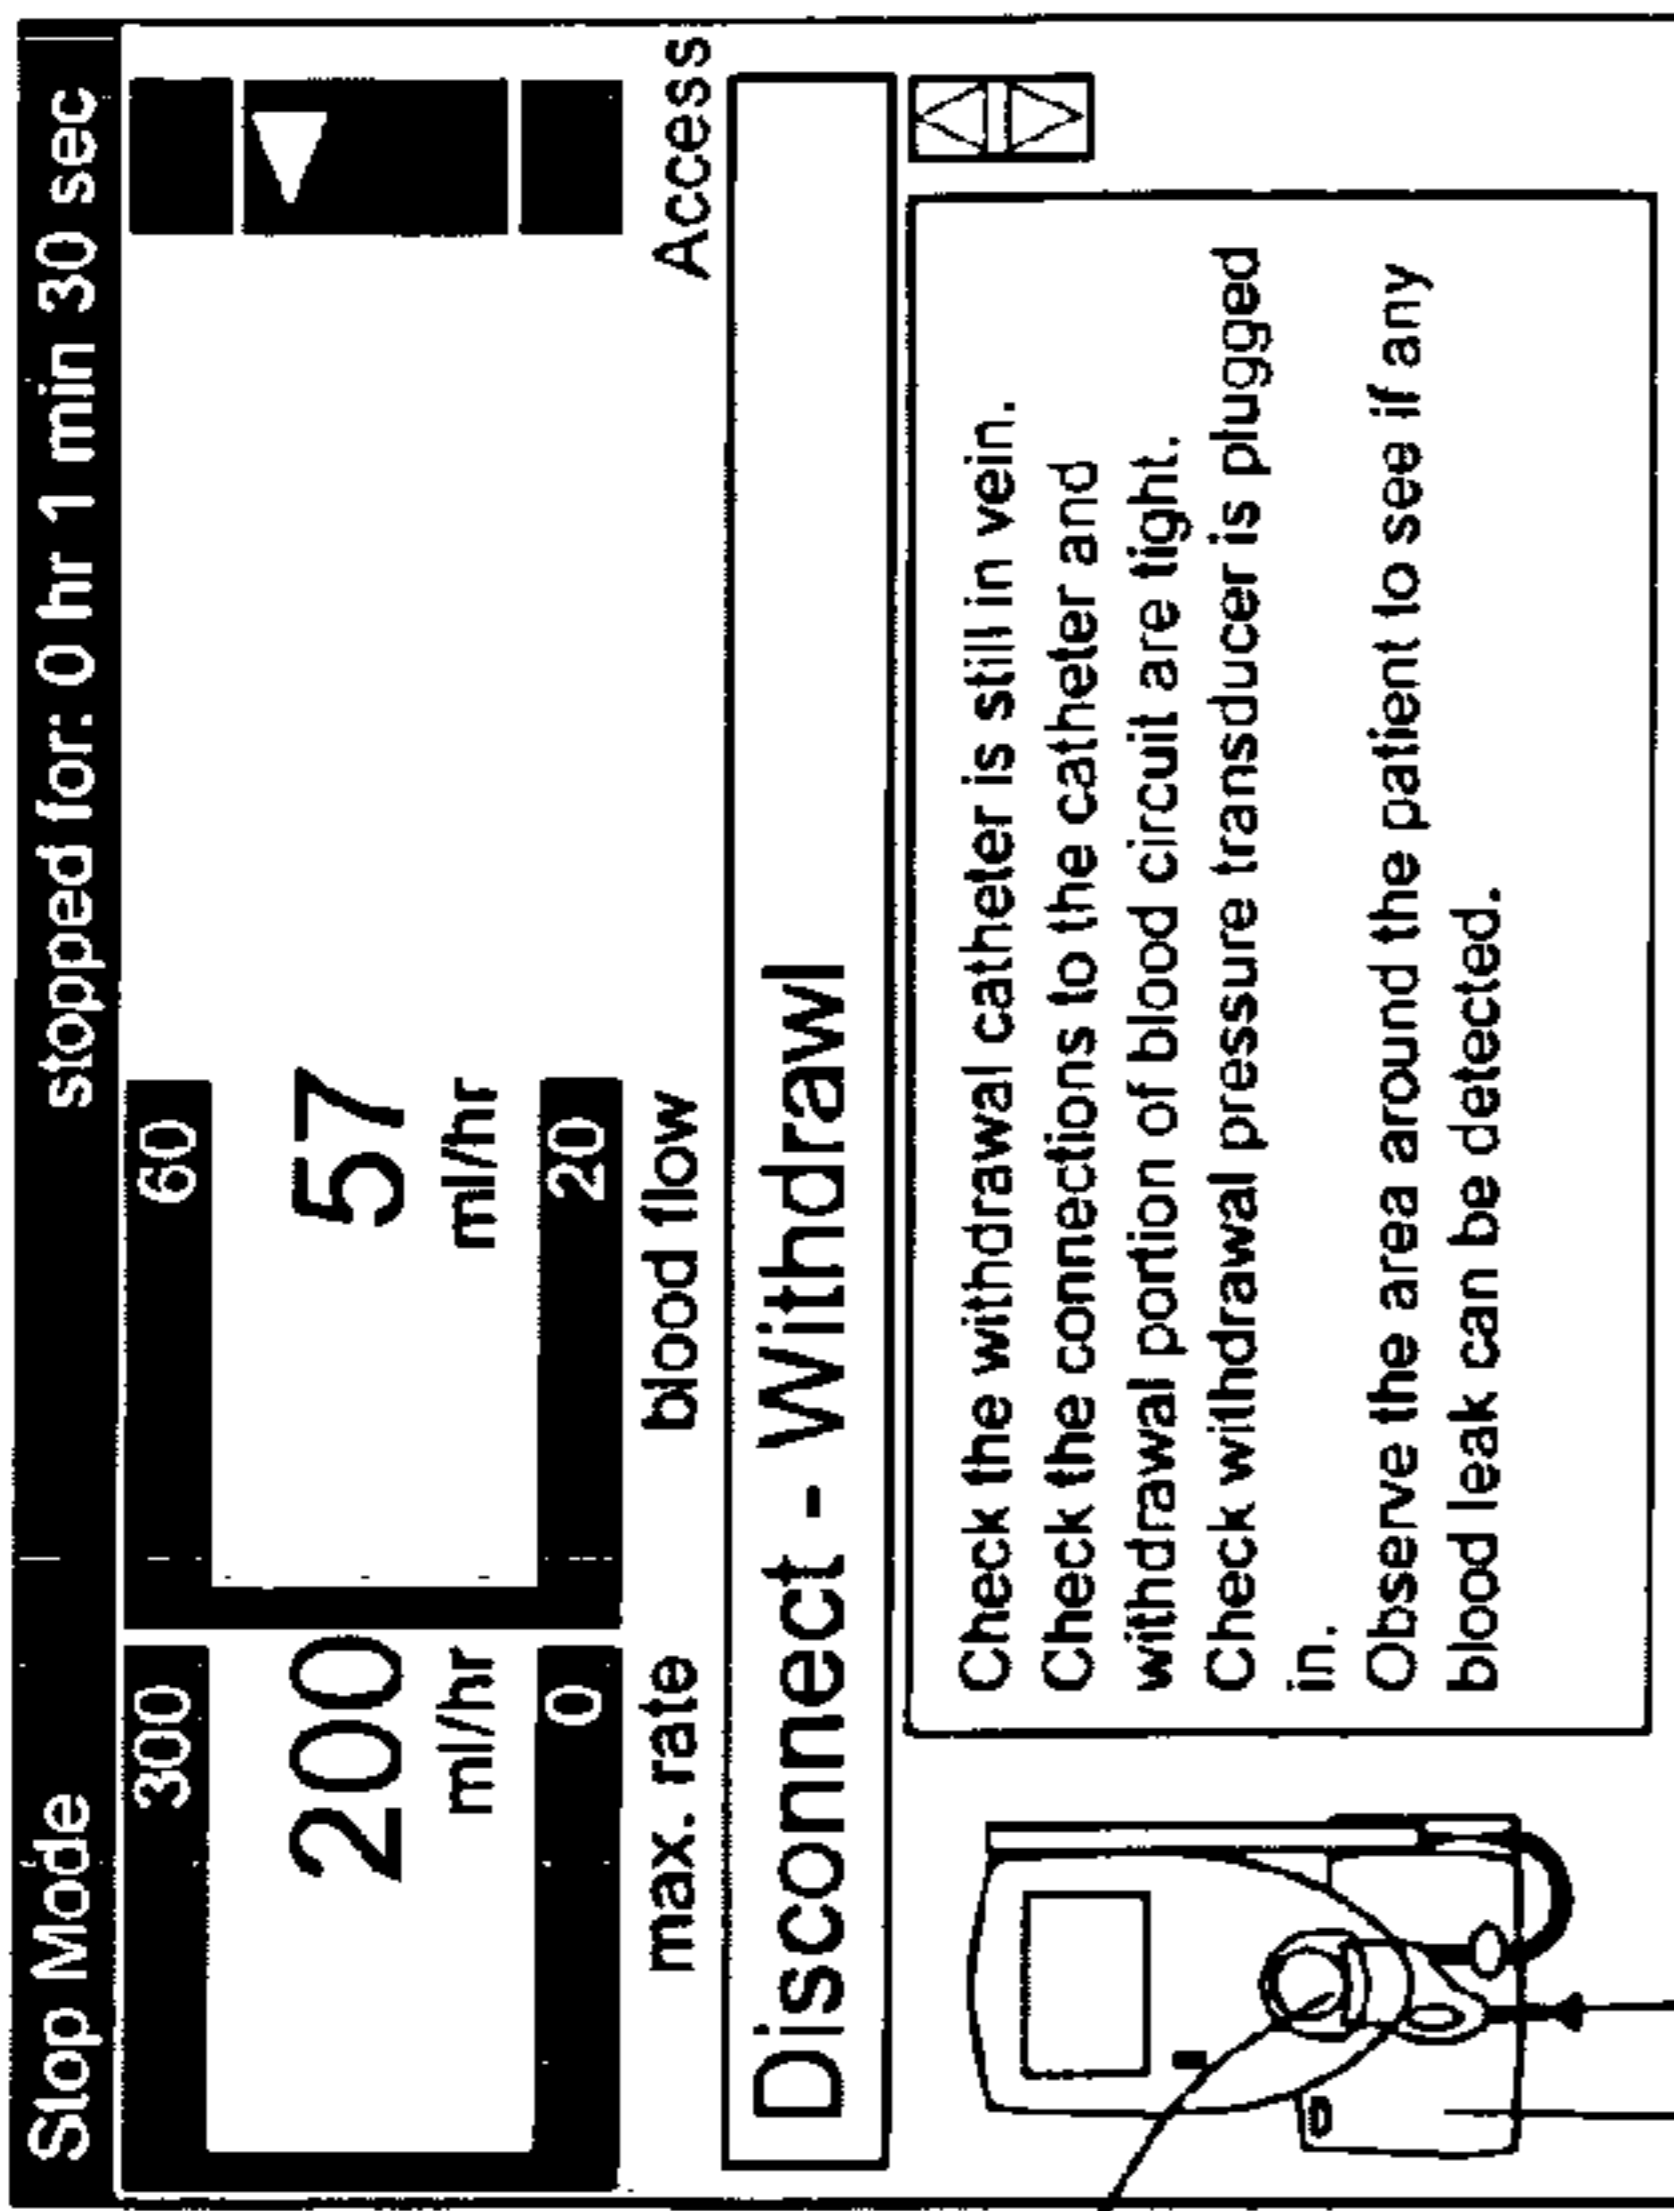 Stop Mode stopped for: 0 hr 1 min 30 sec
300 60
200 57
ml/hr ml/hr
0 20
max. rate blood flow Access
Disconnect - Withdrawl
Check the withdrawal catheter is still in vein.
Check the connections to the catheter and
withdrawal portion of blood circuit are tight.
Check withdrawal pressure transducer is plugged
in.
Observe the area around the patient to see if any
blood leak can be detected.